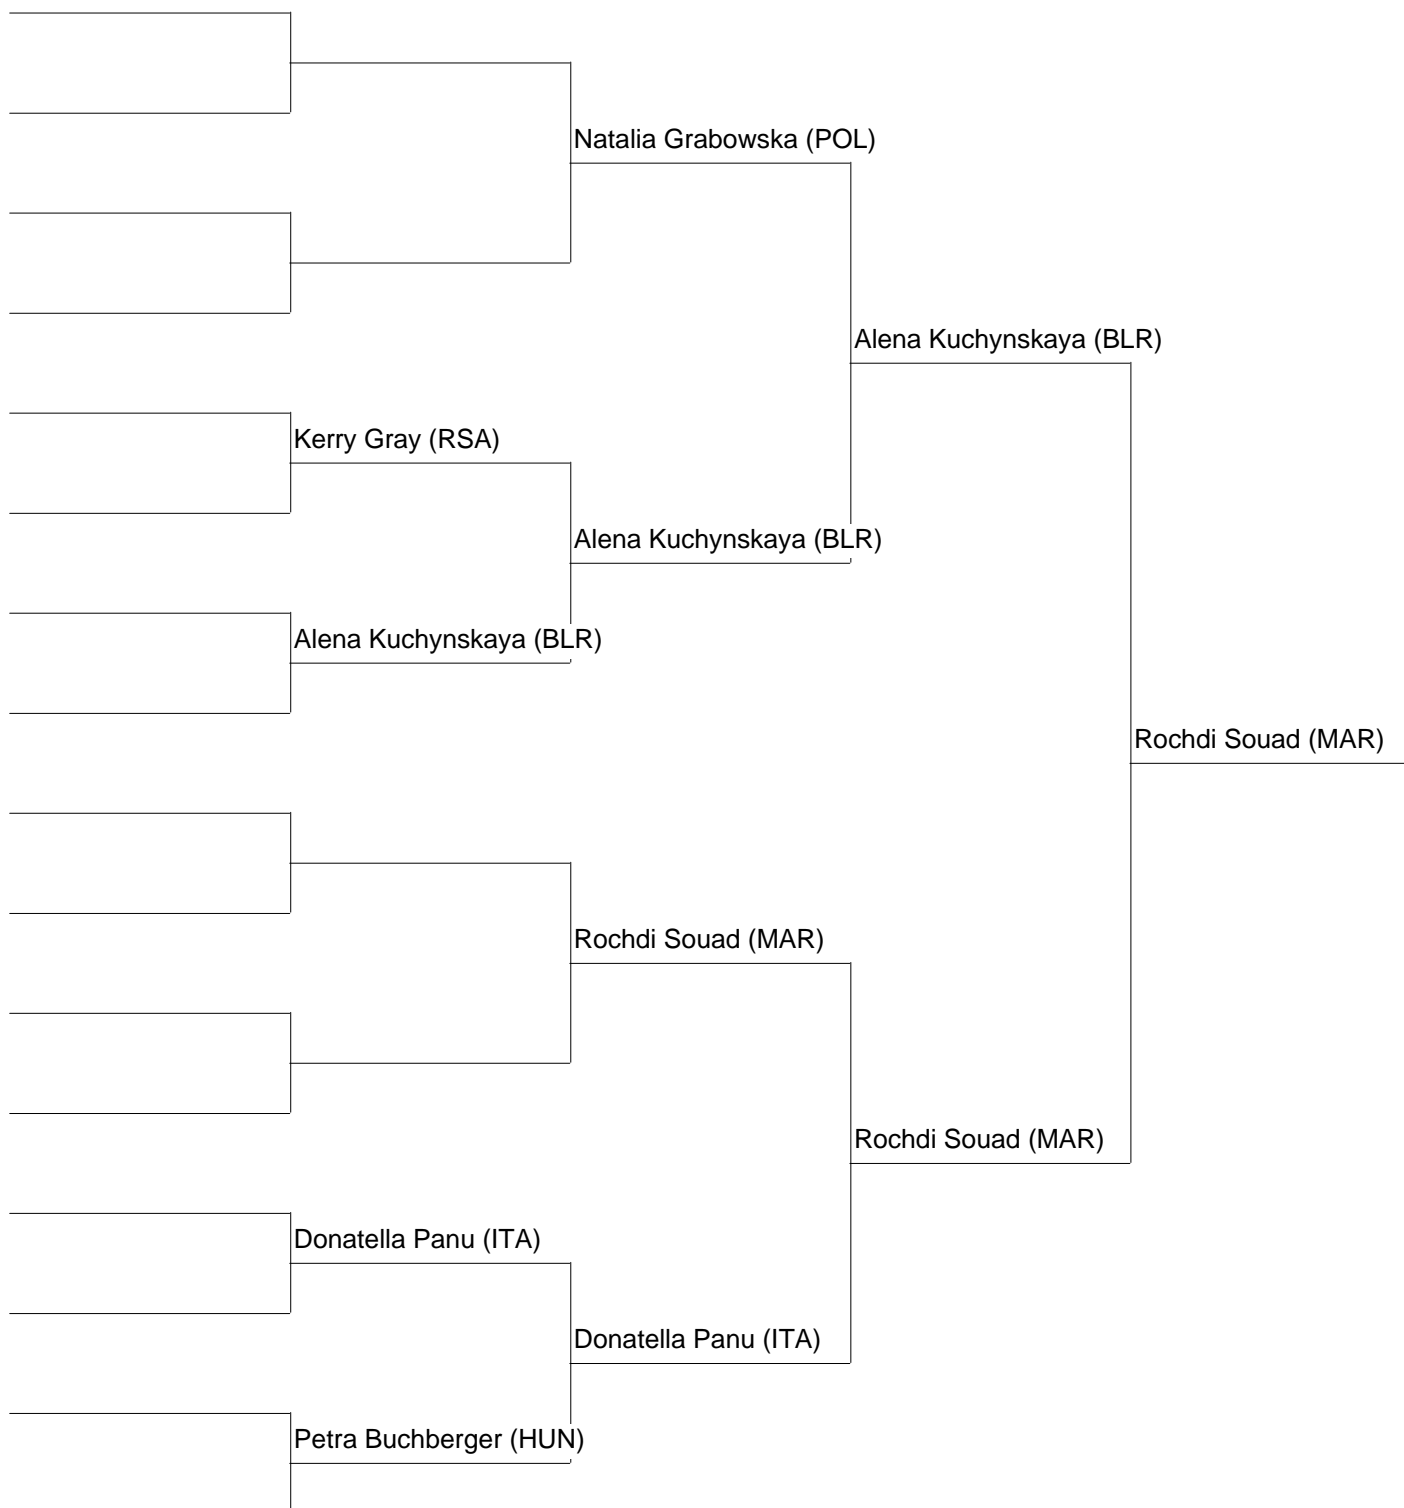 Natalia Grabowska (POL)
Alena Kuchynskaya (BLR)
Kerry Gray (RSA)
Alena Kuchynskaya (BLR)
Alena Kuchynskaya (BLR)
Rochdi Souad (MAR)
Rochdi Souad (MAR)
Rochdi Souad (MAR)
Donatella Panu (ITA)
Donatella Panu (ITA)
Petra Buchberger (HUN)